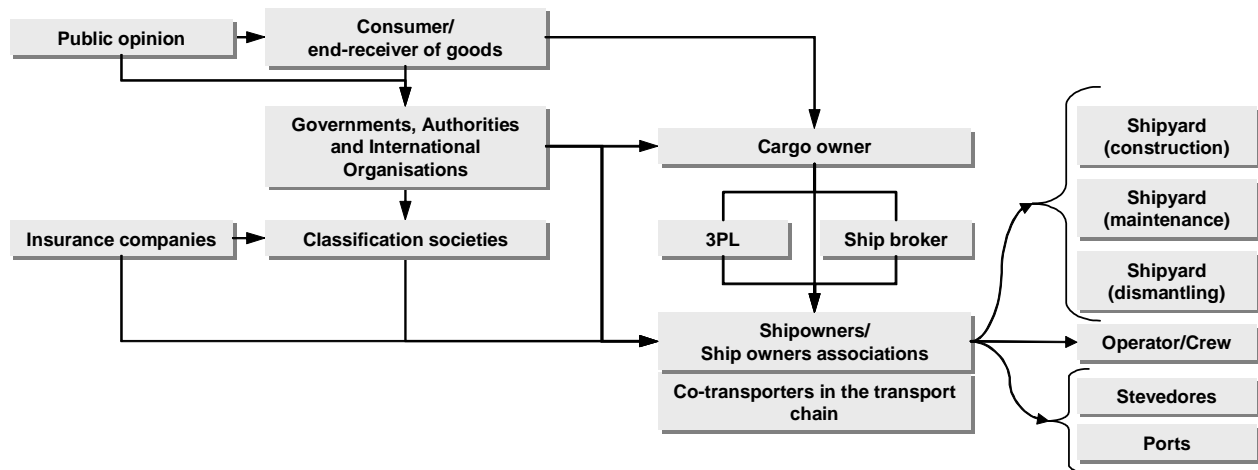 Public opinion
Consumer/
end-receiver of goods
Governments, Authorities
and International
Organisations
Cargo owner
Insurance companies
Classification societies
3PL
Ship broker
Shipowners/
Ship owners associations
Co-transporters in the transport
chain
Shipyard
(construction)
Shipyard
(maintenance)
Shipyard
(dismantling)
Operator/Crew
Stevedores
Ports